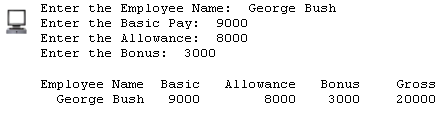 Enter the Employee Name:  George Bush
Enter the Basic Pay:  9000
Enter the Allowance:  8000
Enter the Bonus:  3000
Employee Name  Basic   Allowance   Bonus     Gross
  George Bush   9000        8000    3000     20000